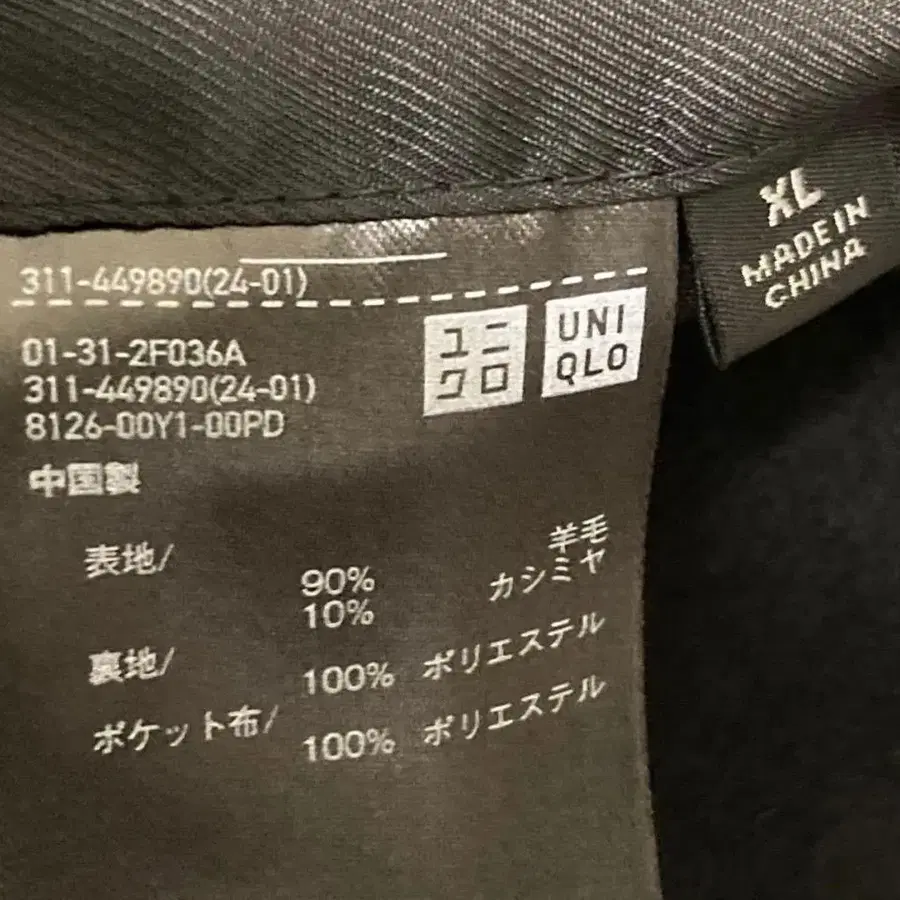 311-449890(24-01)
01-31-2F036A
311-449890(24-01)
8126-00Y1-00PD
ユニ
クロ
UNI
QLO
XL
MADE IN
CHINA
中国製
表地/
90% 羊毛
10% カシミヤ
裏地/
100% ポリエステル
ポケット布/
100% ポリエステル